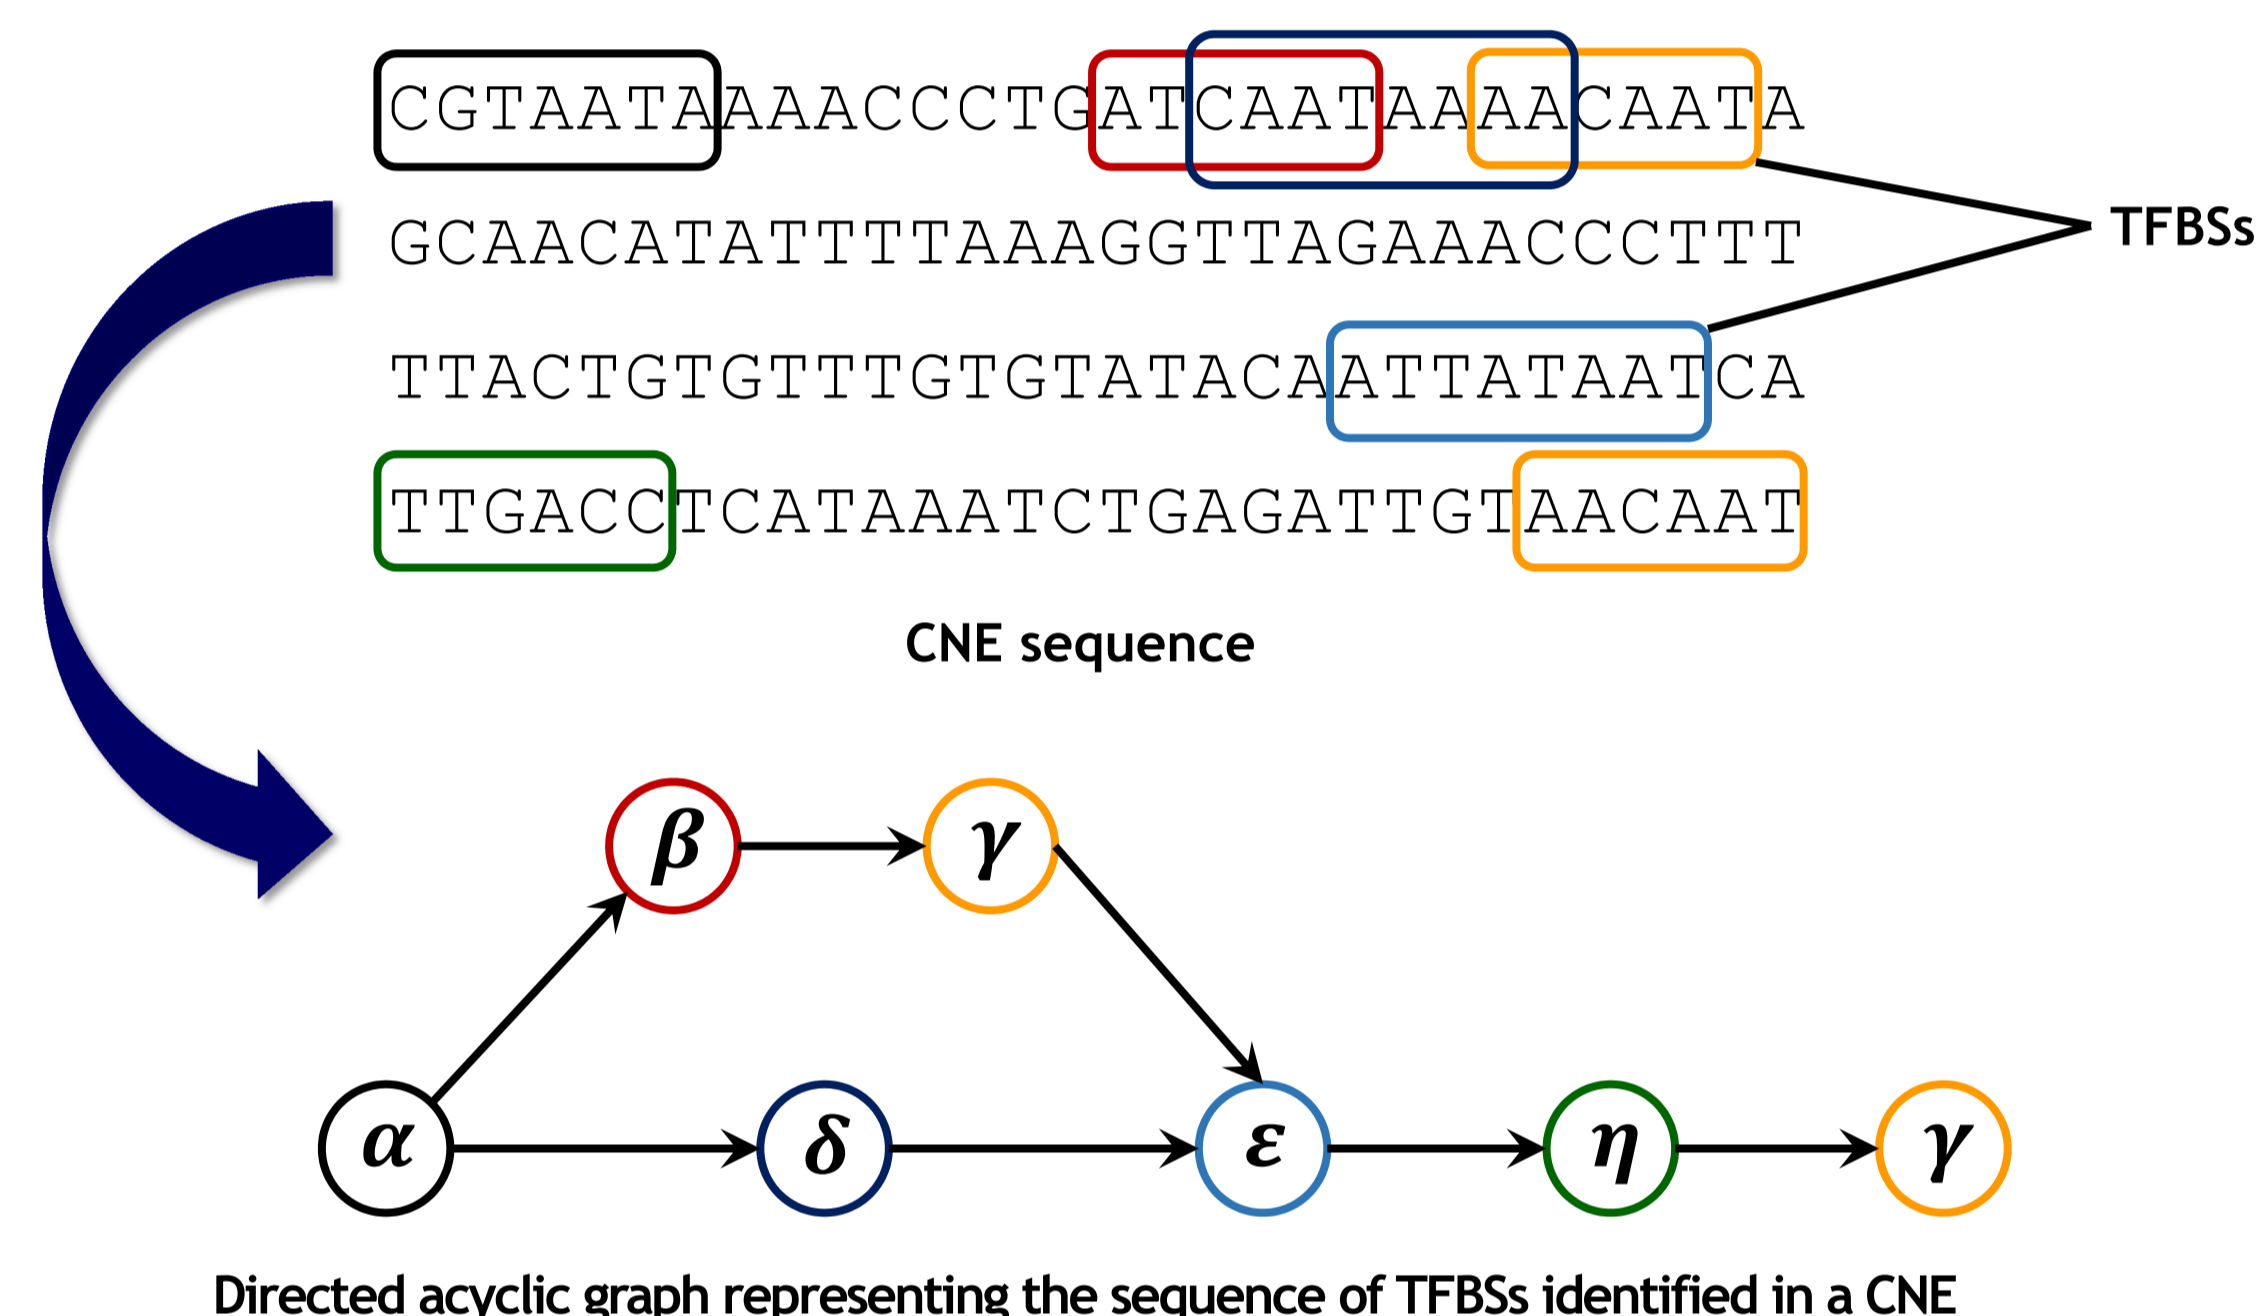 CGTAATAAAACCCTGATCAATAAAACAATA
GCAACATATTTTAAAGGTTAGAAACCCTTT
TFBSs
TTACTGTGTTTGTGTATACAATTATAATCA
TTGACCTCATAAATCTGAGATTGTAACAAT
CNE sequence
β γ
α δ ε η γ
Directed acyclic graph representing the sequence of TFBSs identified in a CNE